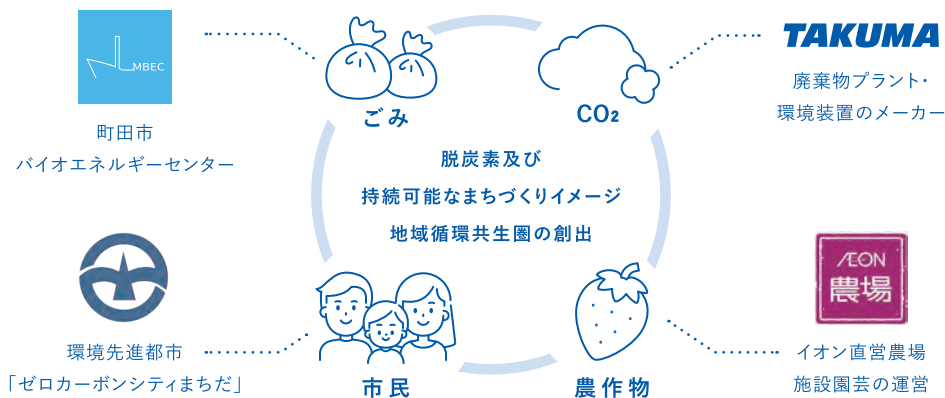 MBEC
町田市
バイオエネルギーセンター
ごみ
CO₂
TAKUMA
廃棄物プラント・
環境装置のメーカー
脱炭素及び
持続可能なまちづくりイメージ
地域循環共生圏の創出
環境先進都市
「ゼロカーボンシティまちだ」
市民
農作物
ÆON
農場
イオン直営農場
施設園芸の運営